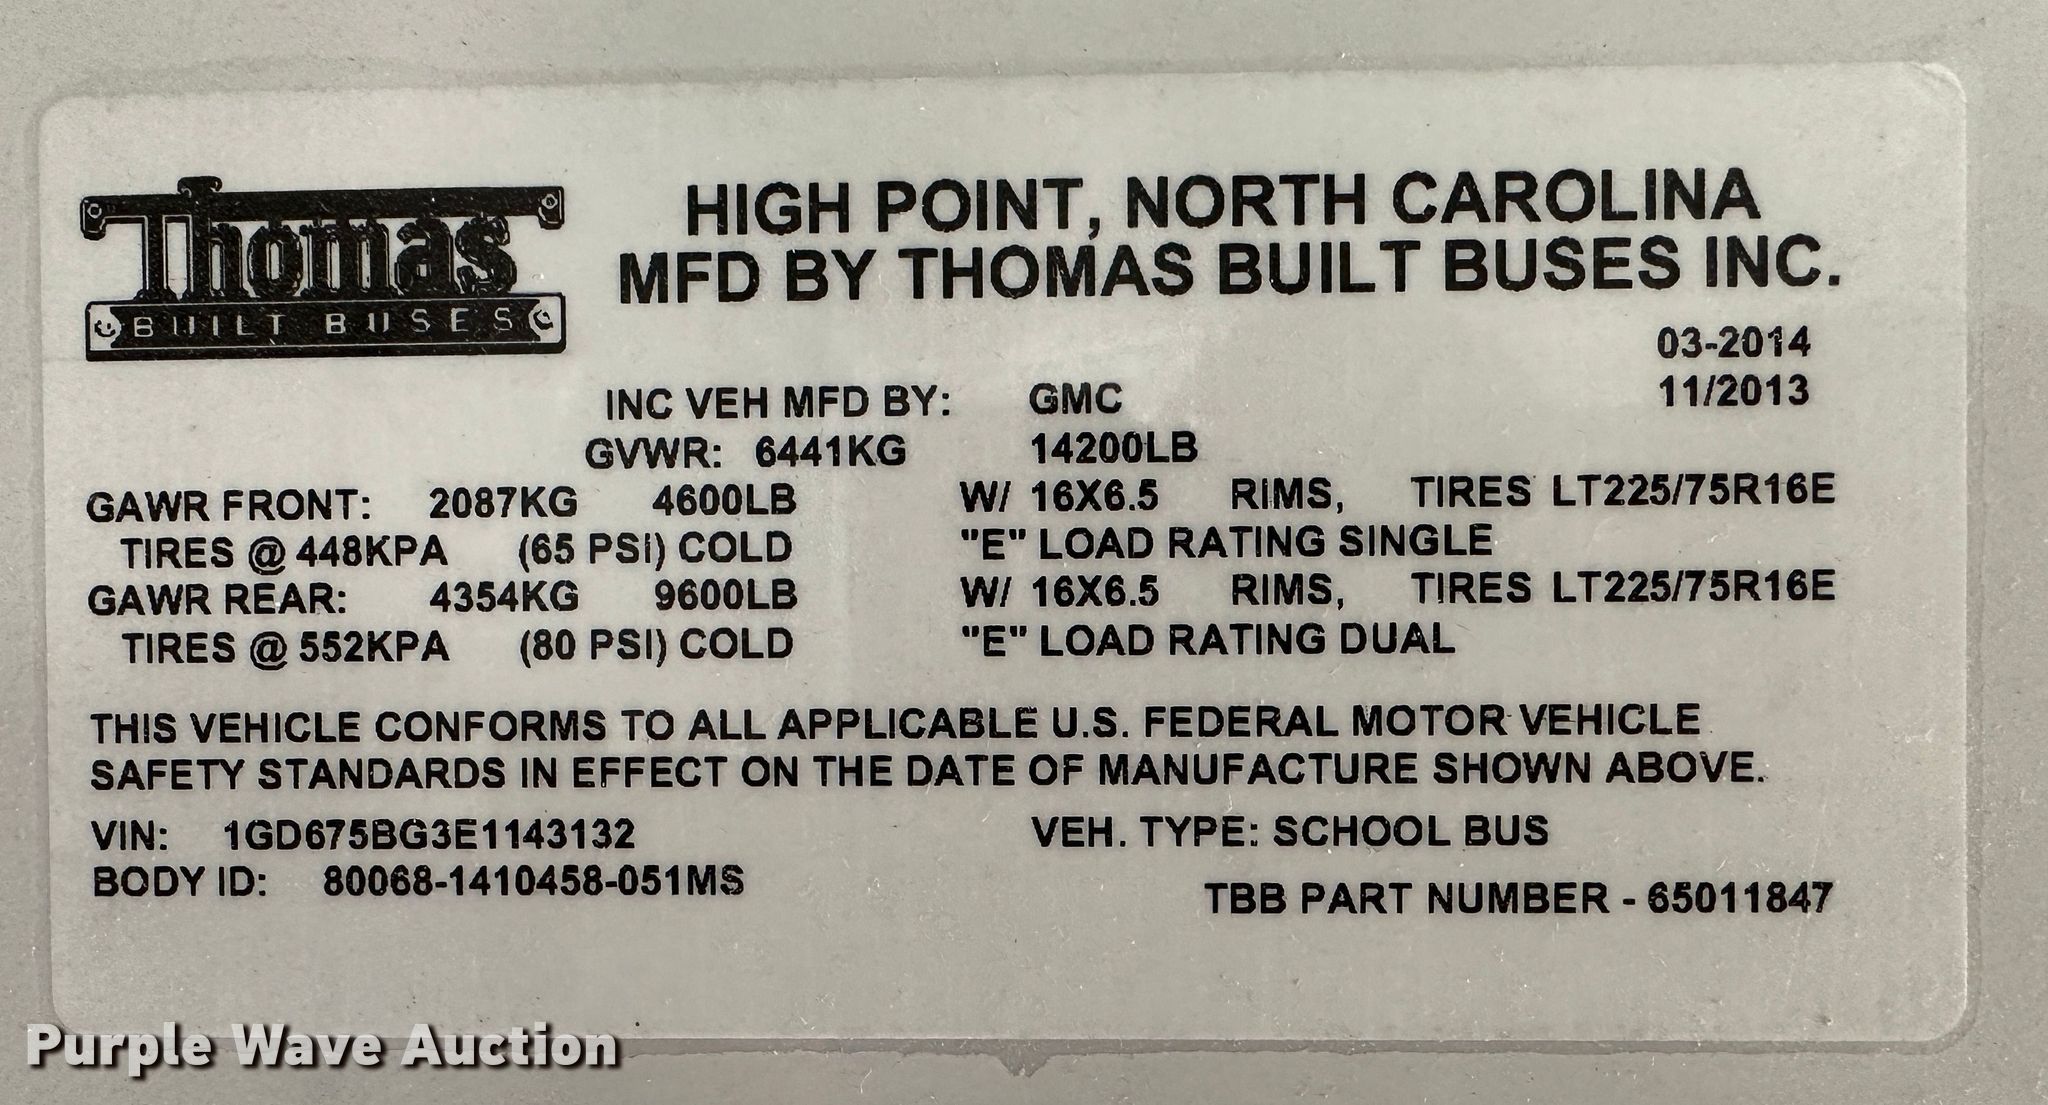 Thomas
BUILT BUSES
HIGH POINT, NORTH CAROLINA
MFD BY THOMAS BUILT BUSES INC.
03-2014
INC VEH MFD BY: GMC 11/2013
GVWR: 6441KG 14200LB
GAWR FRONT: 2087KG 4600LB W/ 16X6.5 RIMS, TIRES LT225/75R16E
TIRES @ 448KPA (65 PSI) COLD "E" LOAD RATING SINGLE
GAWR REAR: 4354KG 9600LB W/ 16X6.5 RIMS, TIRES LT225/75R16E
TIRES @ 552KPA (80 PSI) COLD "E" LOAD RATING DUAL
THIS VEHICLE CONFORMS TO ALL APPLICABLE U.S. FEDERAL MOTOR VEHICLE
SAFETY STANDARDS IN EFFECT ON THE DATE OF MANUFACTURE SHOWN ABOVE.
VIN: 1GD675BG3E1143132 VEH. TYPE: SCHOOL BUS
BODY ID: 80068-1410458-051MS
TBB PART NUMBER - 65011847
Purple Wave Auction